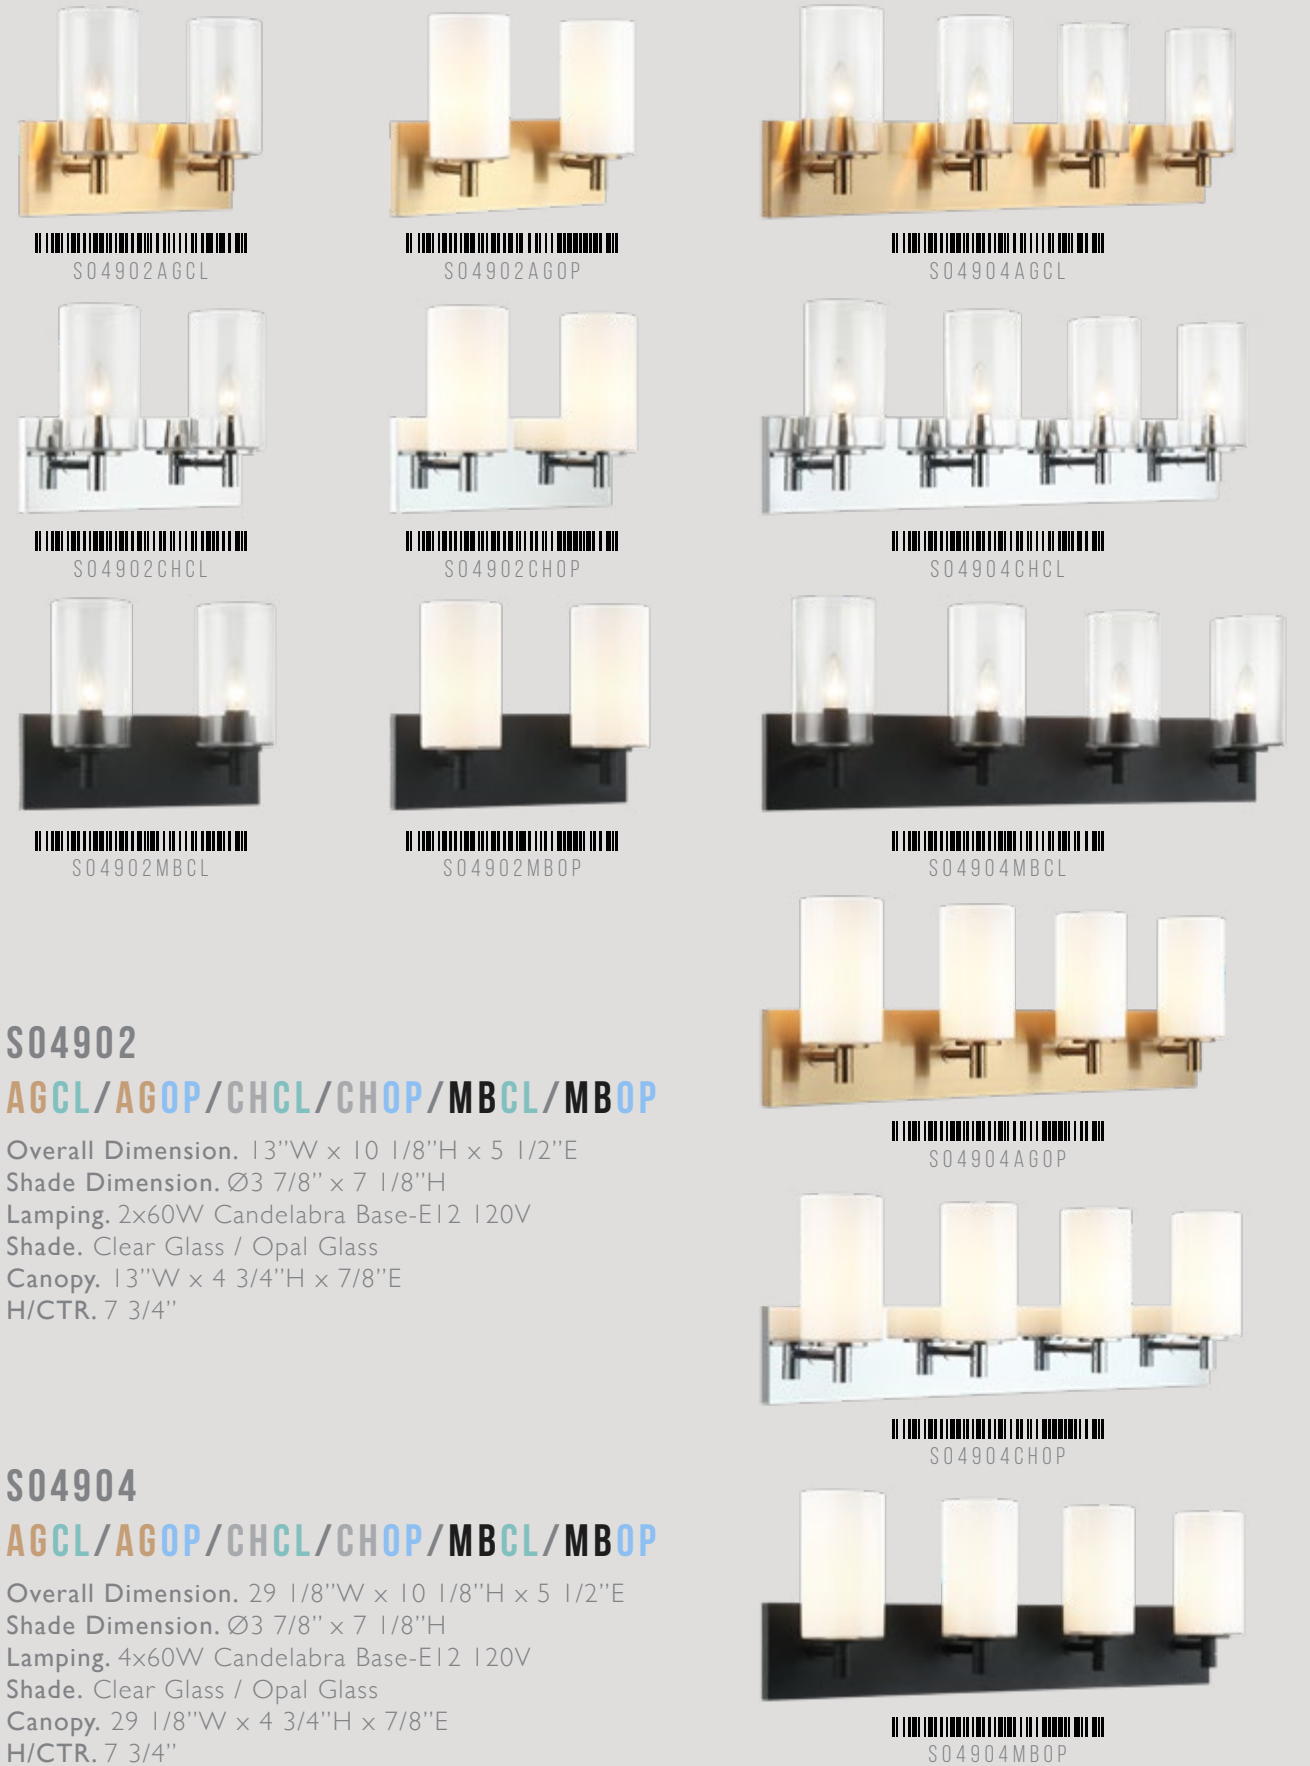 S04902AGCL
S04902AGOP
S04904AGCL
S04902CHCL
S04902CHOP
S04904CHCL
S04902MBCL
S04902MBOP
S04904MBCL
S04904AGOP
S04904CHOP
S04904MBOP
S04902
AGCL/AGOP/CHCL/CHOP/MBCL/MBOP
Overall Dimension. 13’’W x 10 1/8’’H x 5 1/2’’E
Shade Dimension. Ø3 7/8’’ x 7 1/8’’H
Lamping. 2x60W Candelabra Base-E12 120V
Shade. Clear Glass / Opal Glass
Canopy. 13’’W x 4 3/4’’H x 7/8’’E
H/CTR. 7 3/4’’
S04904
AGCL/AGOP/CHCL/CHOP/MBCL/MBOP
Overall Dimension. 29 1/8’’W x 10 1/8’’H x 5 1/2’’E
Shade Dimension. Ø3 7/8’’ x 7 1/8’’H
Lamping. 4x60W Candelabra Base-E12 120V
Shade. Clear Glass / Opal Glass
Canopy. 29 1/8’’W x 4 3/4’’H x 7/8’’E
H/CTR. 7 3/4’’